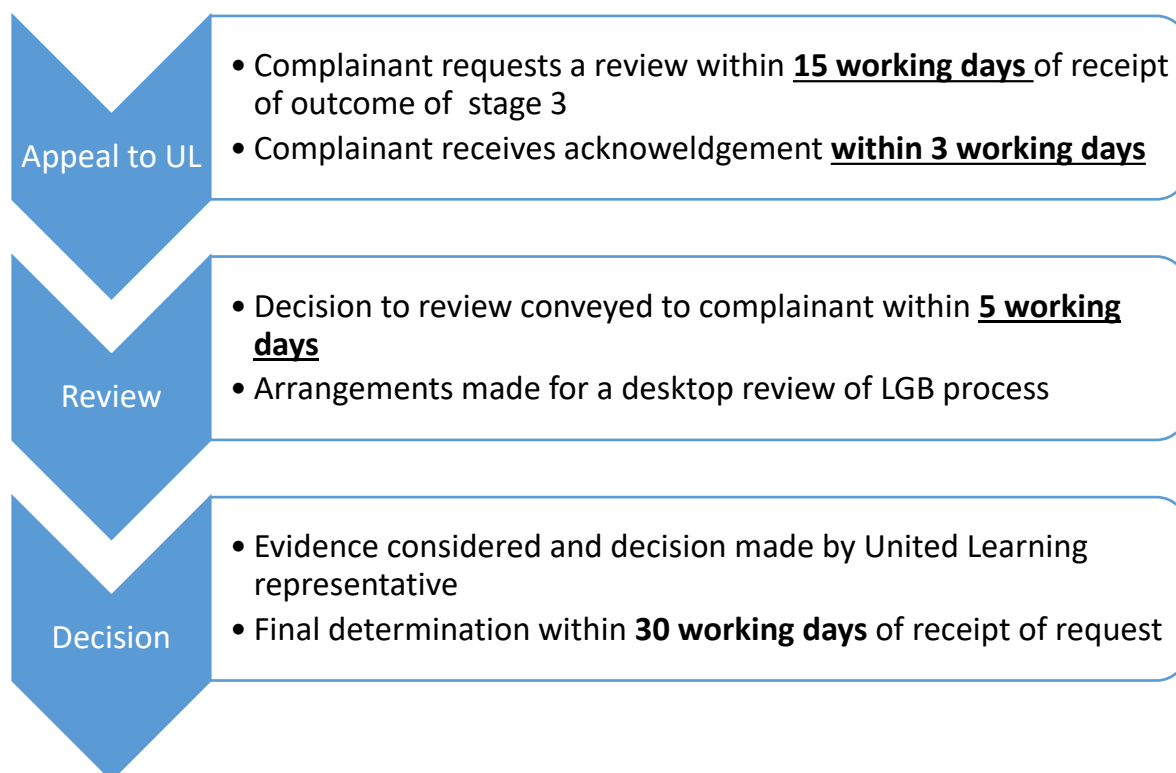 Appeal to UL
• Complainant requests a review within 15 working days of receipt
of outcome of stage 3
• Complainant receives acknoweldgement within 3 working days
Review
• Decision to review conveyed to complainant within 5 working
days
• Arrangements made for a desktop review of LGB process
Decision
• Evidence considered and decision made by United Learning
representative
• Final determination within 30 working days of receipt of request